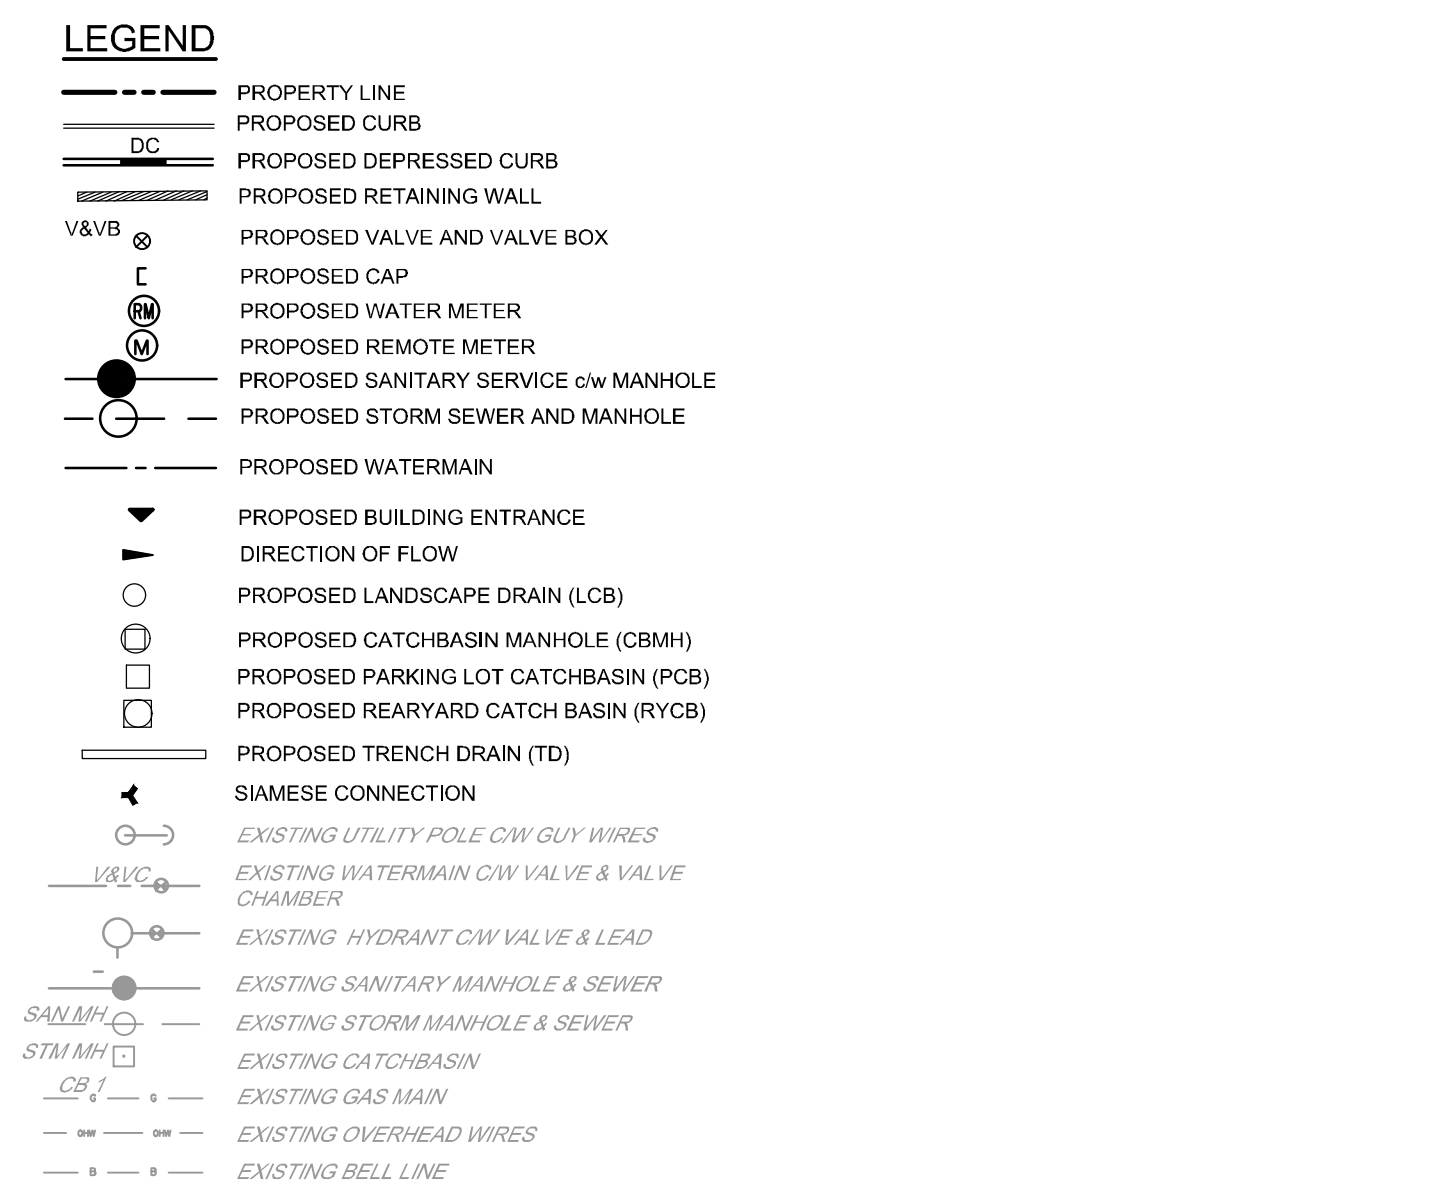 LEGEND
PROPERTY LINE
PROPOSED CURB
DC
PROPOSED DEPRESSED CURB
PROPOSED RETAINING WALL
V&VB
PROPOSED VALVE AND VALVE BOX
PROPOSED CAP
RM PROPOSED WATER METER
M PROPOSED REMOTE METER
PROPOSED SANITARY SERVICE c/w MANHOLE
PROPOSED STORM SEWER AND MANHOLE
PROPOSED WATERMAIN
PROPOSED BUILDING ENTRANCE
DIRECTION OF FLOW
PROPOSED LANDSCAPE DRAIN (LCB)
PROPOSED CATCHBASIN MANHOLE (CBMH)
PROPOSED PARKING LOT CATCHBASIN (PCB)
PROPOSED REARYARD CATCH BASIN (RYCB)
PROPOSED TRENCH DRAIN (TD)
SIAMESE CONNECTION
EXISTING UTILITY POLE C/W GUY WIRES
V&VC EXISTING WATERMAIN C/W VALVE & VALVE
CHAMBER
EXISTING HYDRANT C/W VALVE & LEAD
EXISTING SANITARY MANHOLE & SEWER
SAN MH EXISTING STORM MANHOLE & SEWER
STM MH EXISTING CATCHBASIN
CB 1
G G EXISTING GAS MAIN
OHW OHW EXISTING OVERHEAD WIRES
B B EXISTING BELL LINE